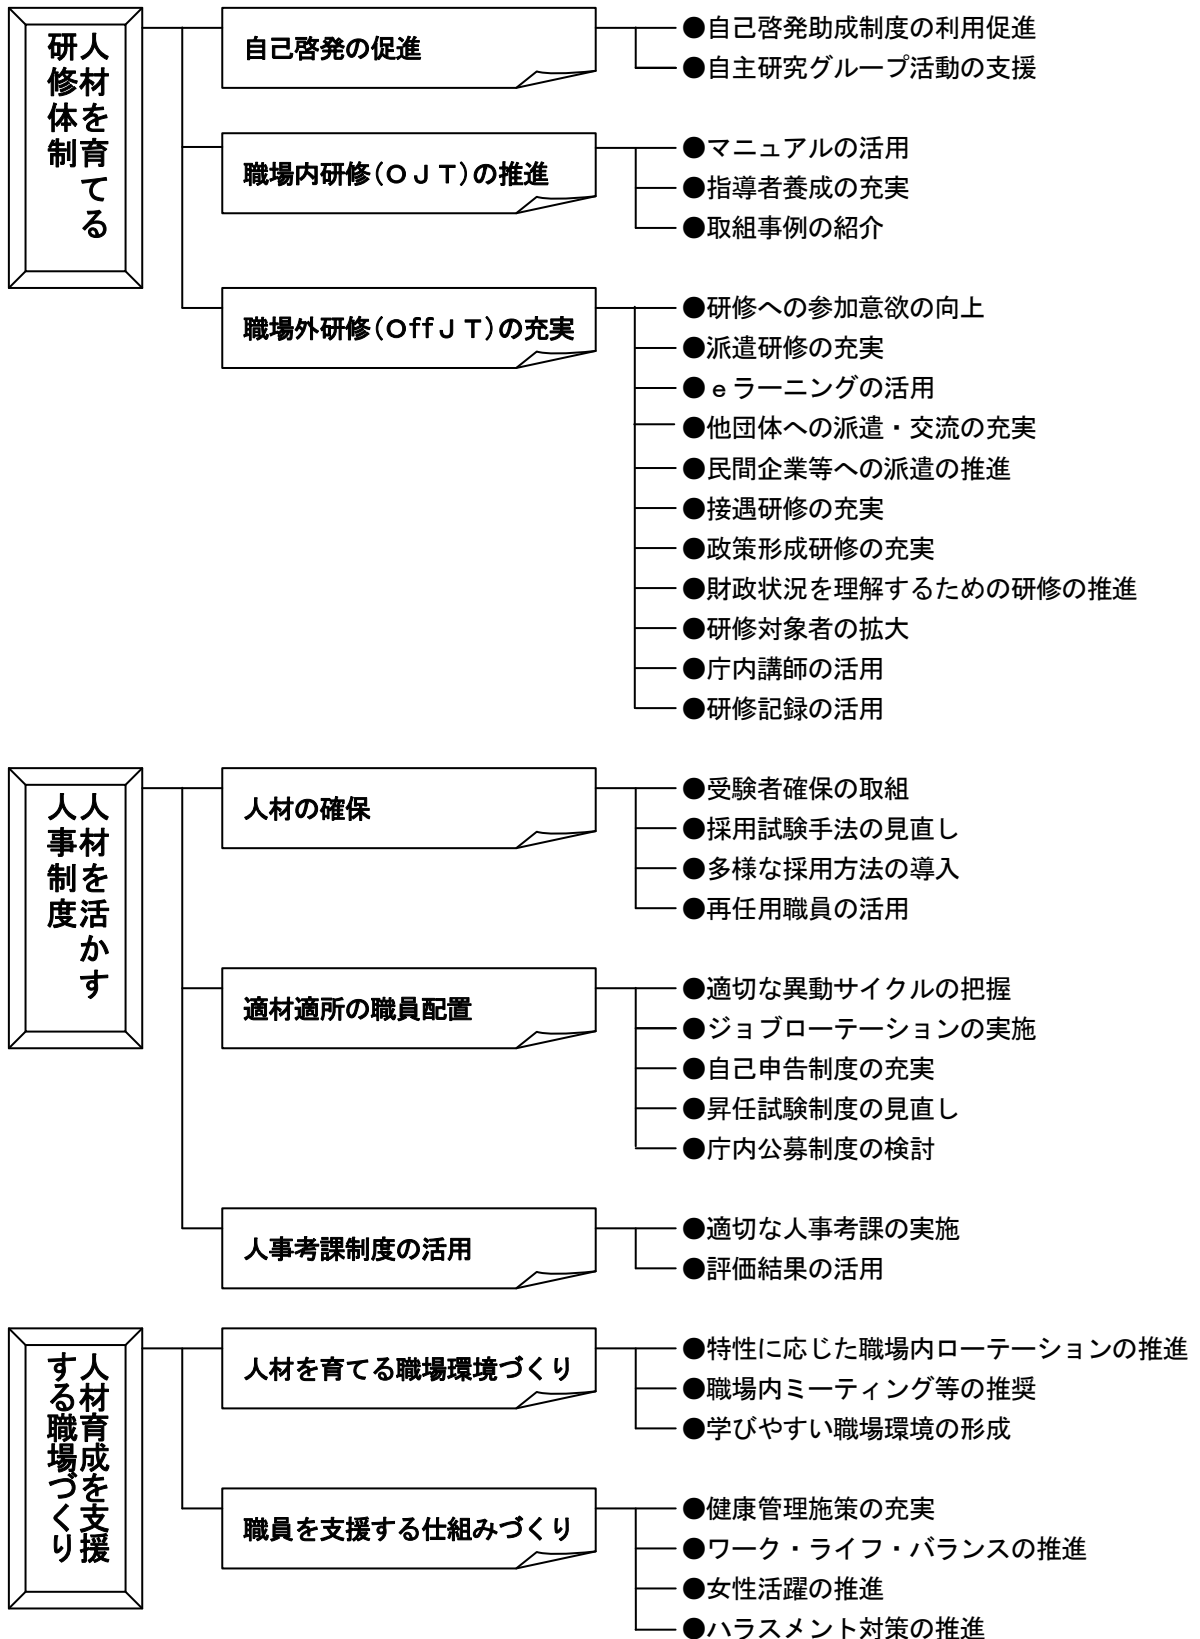 人材を育てる
研修体制
自己啓発の促進
●自己啓発助成制度の利用促進
●自主研究グループ活動の支援
職場内研修(ＯＪＴ)の推進
●マニュアルの活用
●指導者養成の充実
●取組事例の紹介
職場外研修(ＯffＪＴ)の充実
●研修への参加意欲の向上
●派遣研修の充実
●ｅラーニングの活用
●他団体への派遣・交流の充実
●民間企業等への派遣の推進
●接遇研修の充実
●政策形成研修の充実
●財政状況を理解するための研修の推進
●研修対象者の拡大
●庁内講師の活用
●研修記録の活用
人材を活かす
人事制度
人材の確保
●受験者確保の取組
●採用試験手法の見直し
●多様な採用方法の導入
●再任用職員の活用
適材適所の職員配置
●適切な異動サイクルの把握
●ジョブローテーションの実施
●自己申告制度の充実
●昇任試験制度の見直し
●庁内公募制度の検討
人事考課制度の活用
●適切な人事考課の実施
●評価結果の活用
人材育成を支援
する職場づくり
人材を育てる職場環境づくり
●特性に応じた職場内ローテーションの推進
●職場内ミーティング等の推奨
●学びやすい職場環境の形成
職員を支援する仕組みづくり
●健康管理施策の充実
●ワーク・ライフ・バランスの推進
●女性活躍の推進
●ハラスメント対策の推進